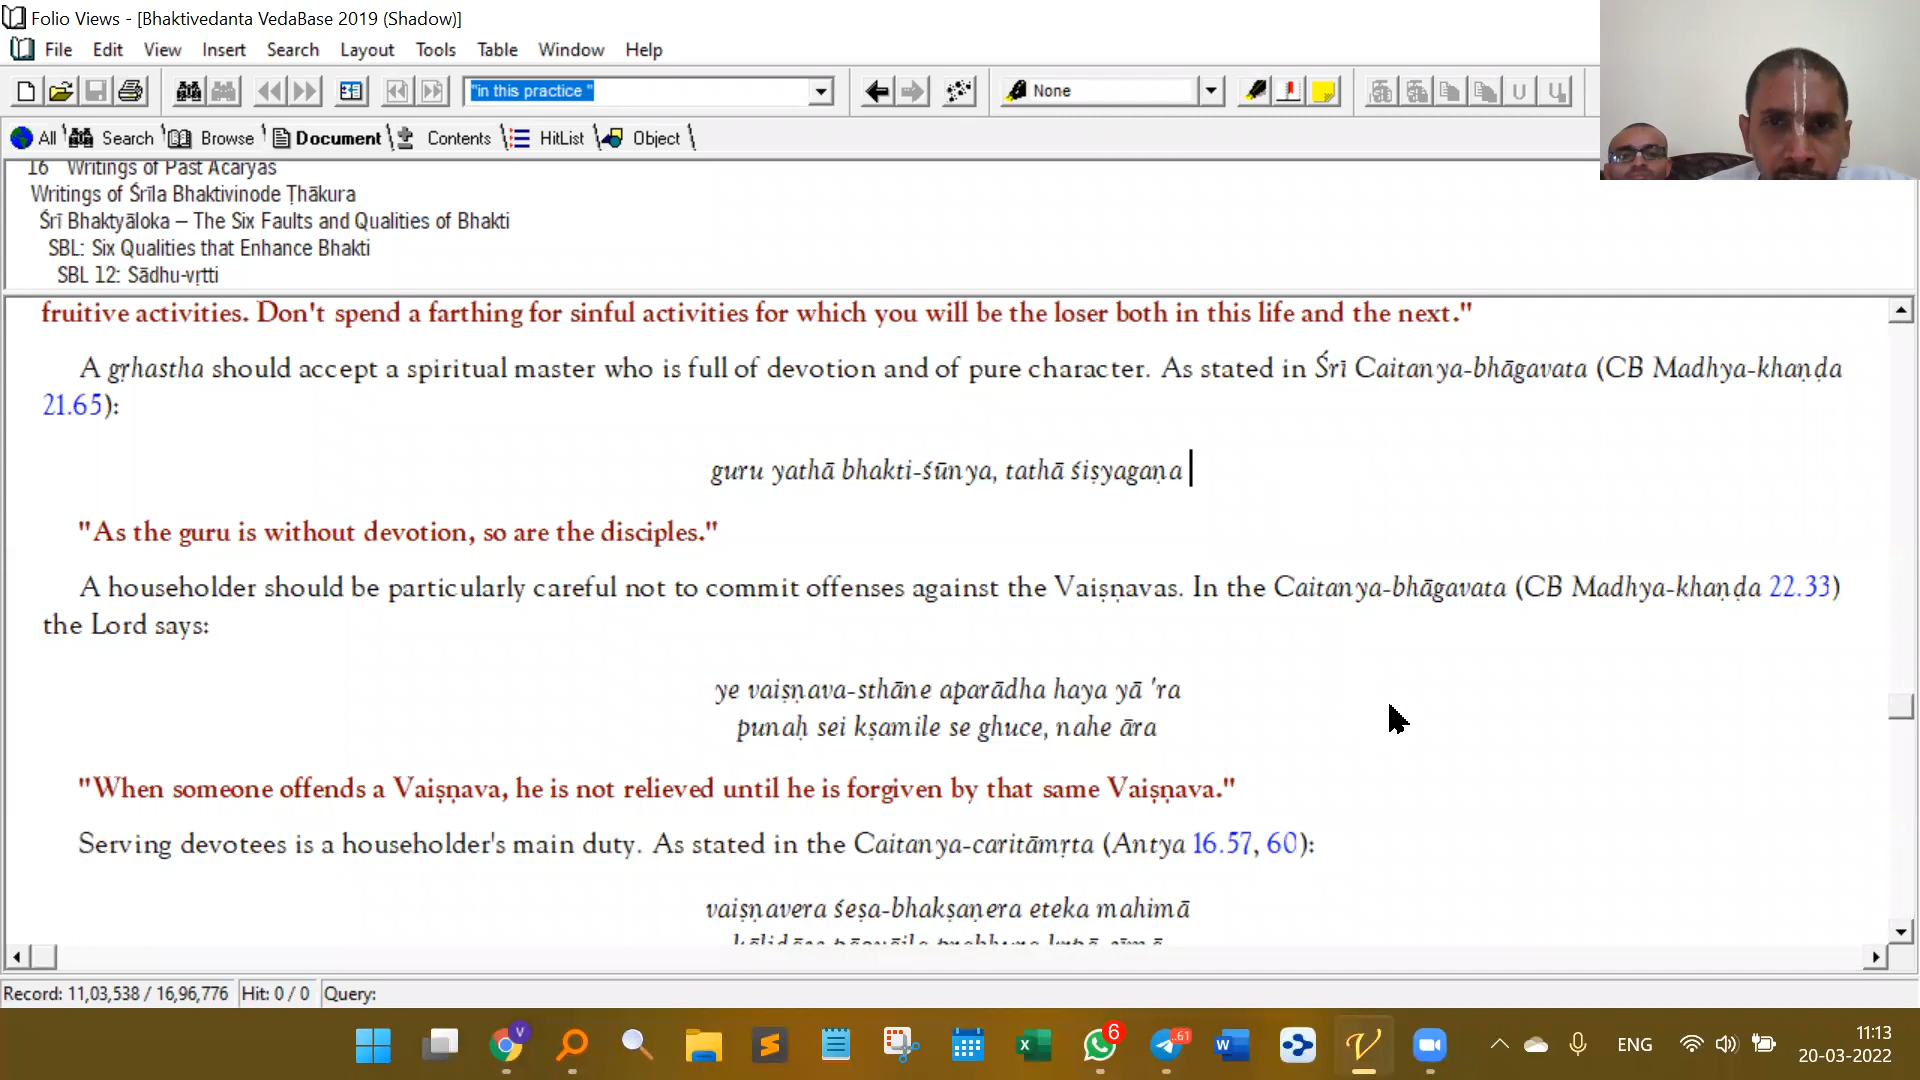 Folio Views - [Bhaktivedanta VedaBase 2019 (Shadow)]
File Edit View Insert Search Layout Tools Table Window Help
"in this practice " None
All Search Browse Document Contents HitList Object
16 Writings of Past Acaryas
Writings of Śrīla Bhaktivinode Ṭhākura
Śrī Bhaktyāloka – The Six Faults and Qualities of Bhakti
SBL: Six Qualities that Enhance Bhakti
SBL 12: Sādhu-vṛtti
fruitive activities. Don't spend a farthing for sinful activities for which you will be the loser both in this life and the next."
A gṛhastha should accept a spiritual master who is full of devotion and of pure character. As stated in Śrī Caitanya-bhāgavata (CB Madhya-khaṇḍa
21.65):
guru yathā bhakti-śūnya, tathā śiṣyagaṇa
"As the guru is without devotion, so are the disciples."
A householder should be particularly careful not to commit offenses against the Vaiṣṇavas. In the Caitanya-bhāgavata (CB Madhya-khaṇḍa 22.33)
the Lord says:
ye vaiṣṇava-sthāne aparādha haya yā 'ra
punaḥ sei kṣamile se ghuce, nahe āra
"When someone offends a Vaiṣṇava, he is not relieved until he is forgiven by that same Vaiṣṇava."
Serving devotees is a householder's main duty. As stated in the Caitanya-caritāmṛta (Antya 16.57, 60):
vaiṣṇavera śeṣa-bhakṣaṇera eteka mahimā
Record: 11,03,538 / 16,96,776 Hit: 0 / 0 Query:
V 6 61 ENG 11:13
20-03-2022